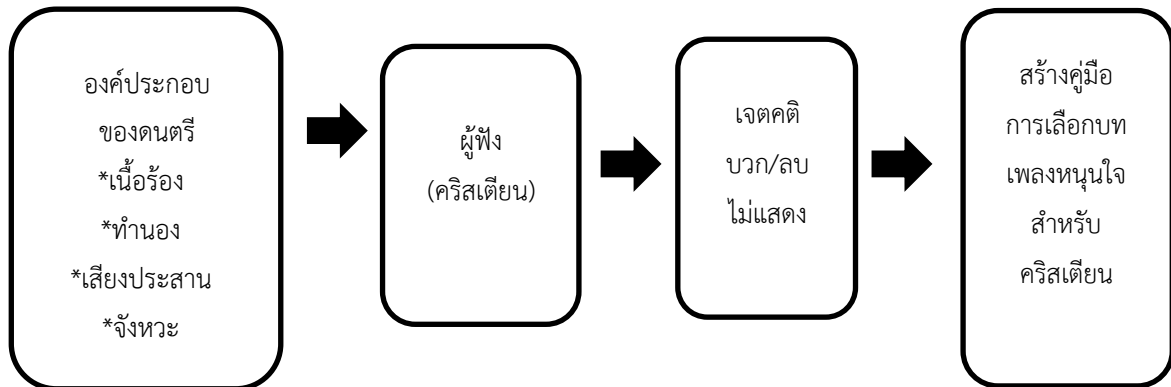 องค์ประกอบ
ของดนตรี
*เนื้อร้อง
*ทำนอง
*เสียงประสาน
*จังหวะ
ผู้ฟัง
(คริสเตียน)
เจตคติ
บวก/ลบ
ไม่แสดง
สร้างคู่มือ
การเลือกบท
เพลงหนุนใจ
สำหรับ
คริสเตียน